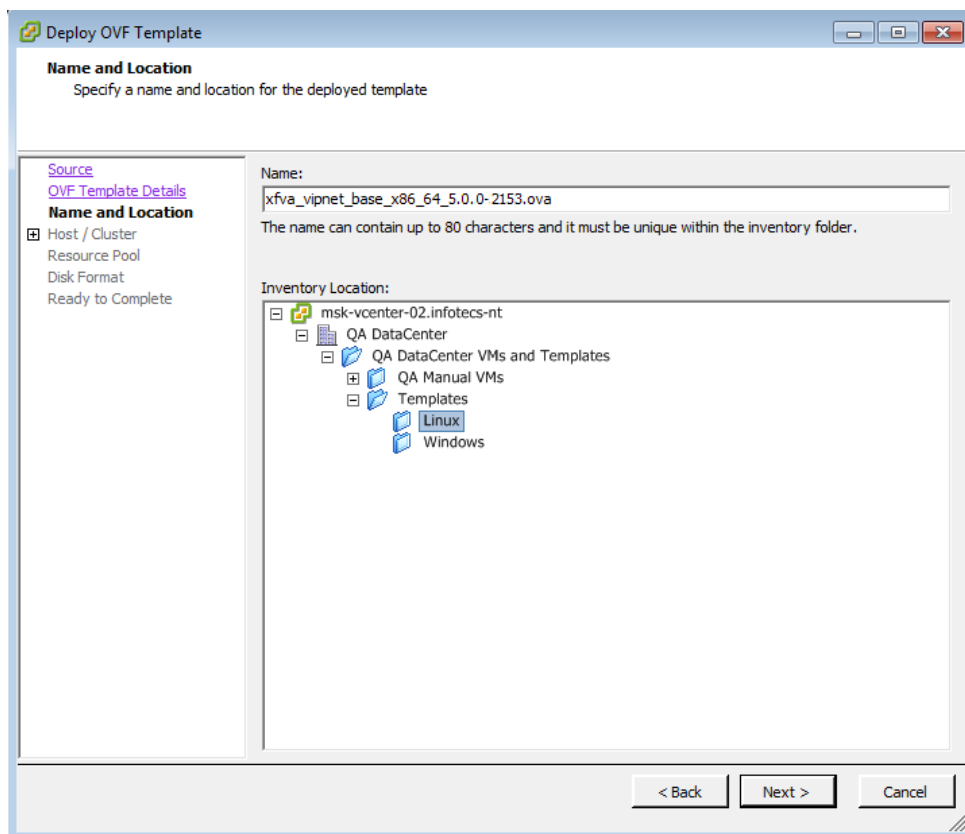 Deploy OVF Template
Name and Location
Specify a name and location for the deployed template
Source
OVF Template Details
Name and Location
Host / Cluster
Resource Pool
Disk Format
Ready to Complete
Name:
xfva_vipnet_base_x86_64_5.0.0-2153.ova
The name can contain up to 80 characters and it must be unique within the inventory folder.
Inventory Location:
msk-vcenter-02.infotecs-nt
QA DataCenter
QA DataCenter VMs and Templates
QA Manual VMs
Templates
Linux
Windows
< Back Next > Cancel